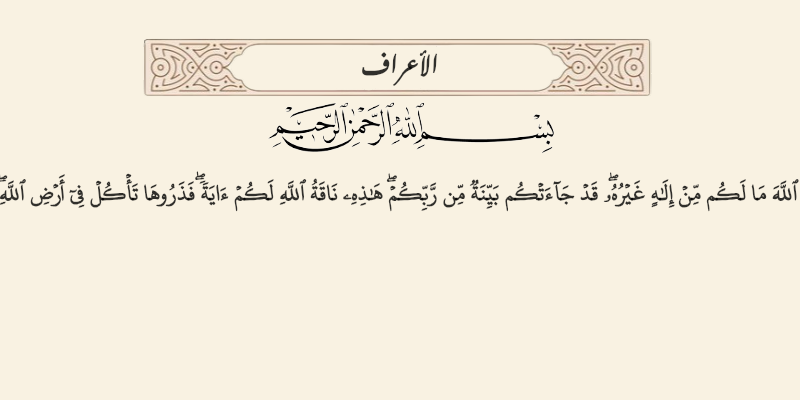 الأعراف
بِسْمِ ٱللَّهِ ٱلرَّحْمَٰنِ ٱلرَّحِيمِ
ٱللَّهَ مَا لَكُم مِّنْ إِلَٰهٍ غَيْرُهُۥۖ قَدْ جَآءَتْكُم بَيِّنَةٌ مِّن رَّبِّكُمْۖ هَٰذِهِۦ نَاقَةُ ٱللَّهِ لَكُمْ ءَايَةًۖ فَذَرُوهَا تَأْكُلْ فِىٓ أَرْضِ ٱللَّهِۖ